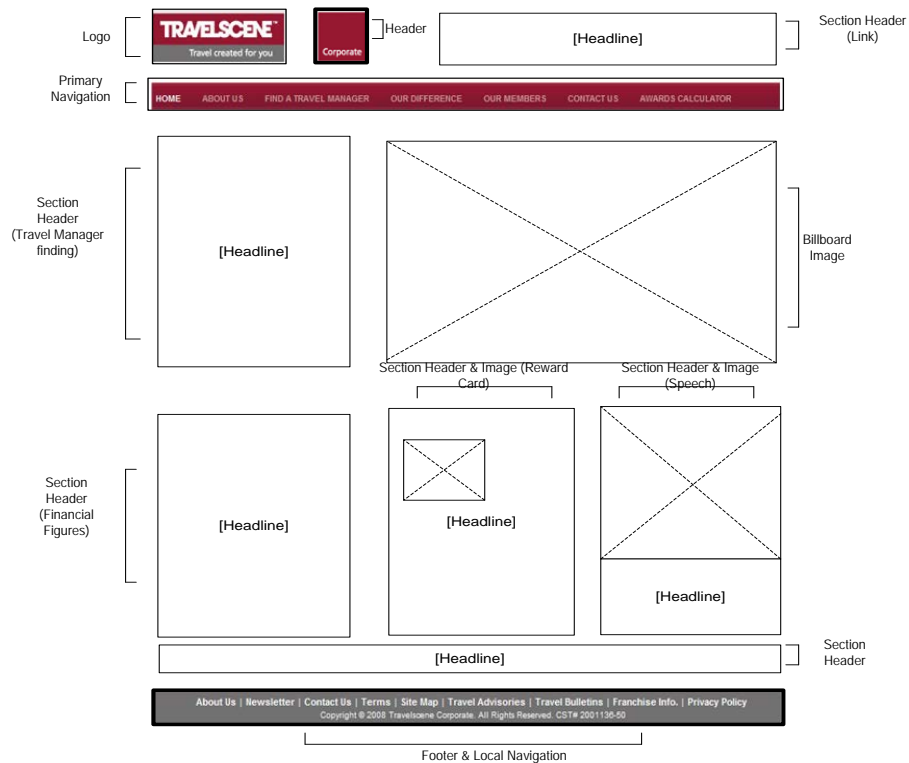 Logo
TRAVELSCENE™
Travel created for you
Corporate
Header
[Headline]
Section Header
(Link)
Primary
Navigation
HOME ABOUT US FIND A TRAVEL MANAGER OUR DIFFERENCE OUR MEMBERS CONTACT US AWARDS CALCULATOR
Section
Header
(Travel Manager
finding)
[Headline]
Billboard
Image
Section Header & Image (Reward
Card)
Section Header & Image
(Speech)
Section
Header
(Financial
Figures)
[Headline]
[Headline]
[Headline]
[Headline]
Section
Header
About Us | Newsletter | Contact Us | Terms | Site Map | Travel Advisories | Travel Bulletins | Franchise Info. | Privacy Policy
Copyright © 2008 Travelscene Corporate. All Rights Reserved. CST# 2001136-50
Footer & Local Navigation